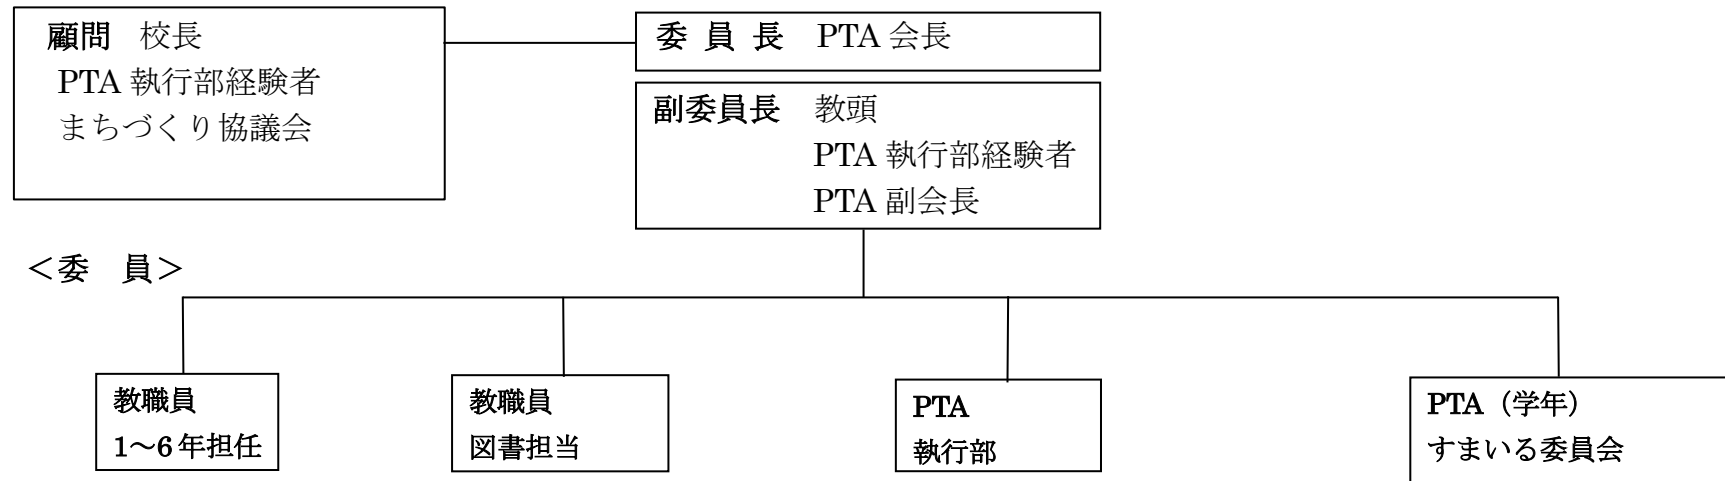 顧問　校長
PTA 執行部経験者
まちづくり協議会
委 員 長　PTA 会長
副委員長　教頭
PTA 執行部経験者
PTA 副会長
＜委　員＞
教職員
1～6 年担任
教職員
図書担当
PTA
執行部
PTA（学年）
すまいる委員会